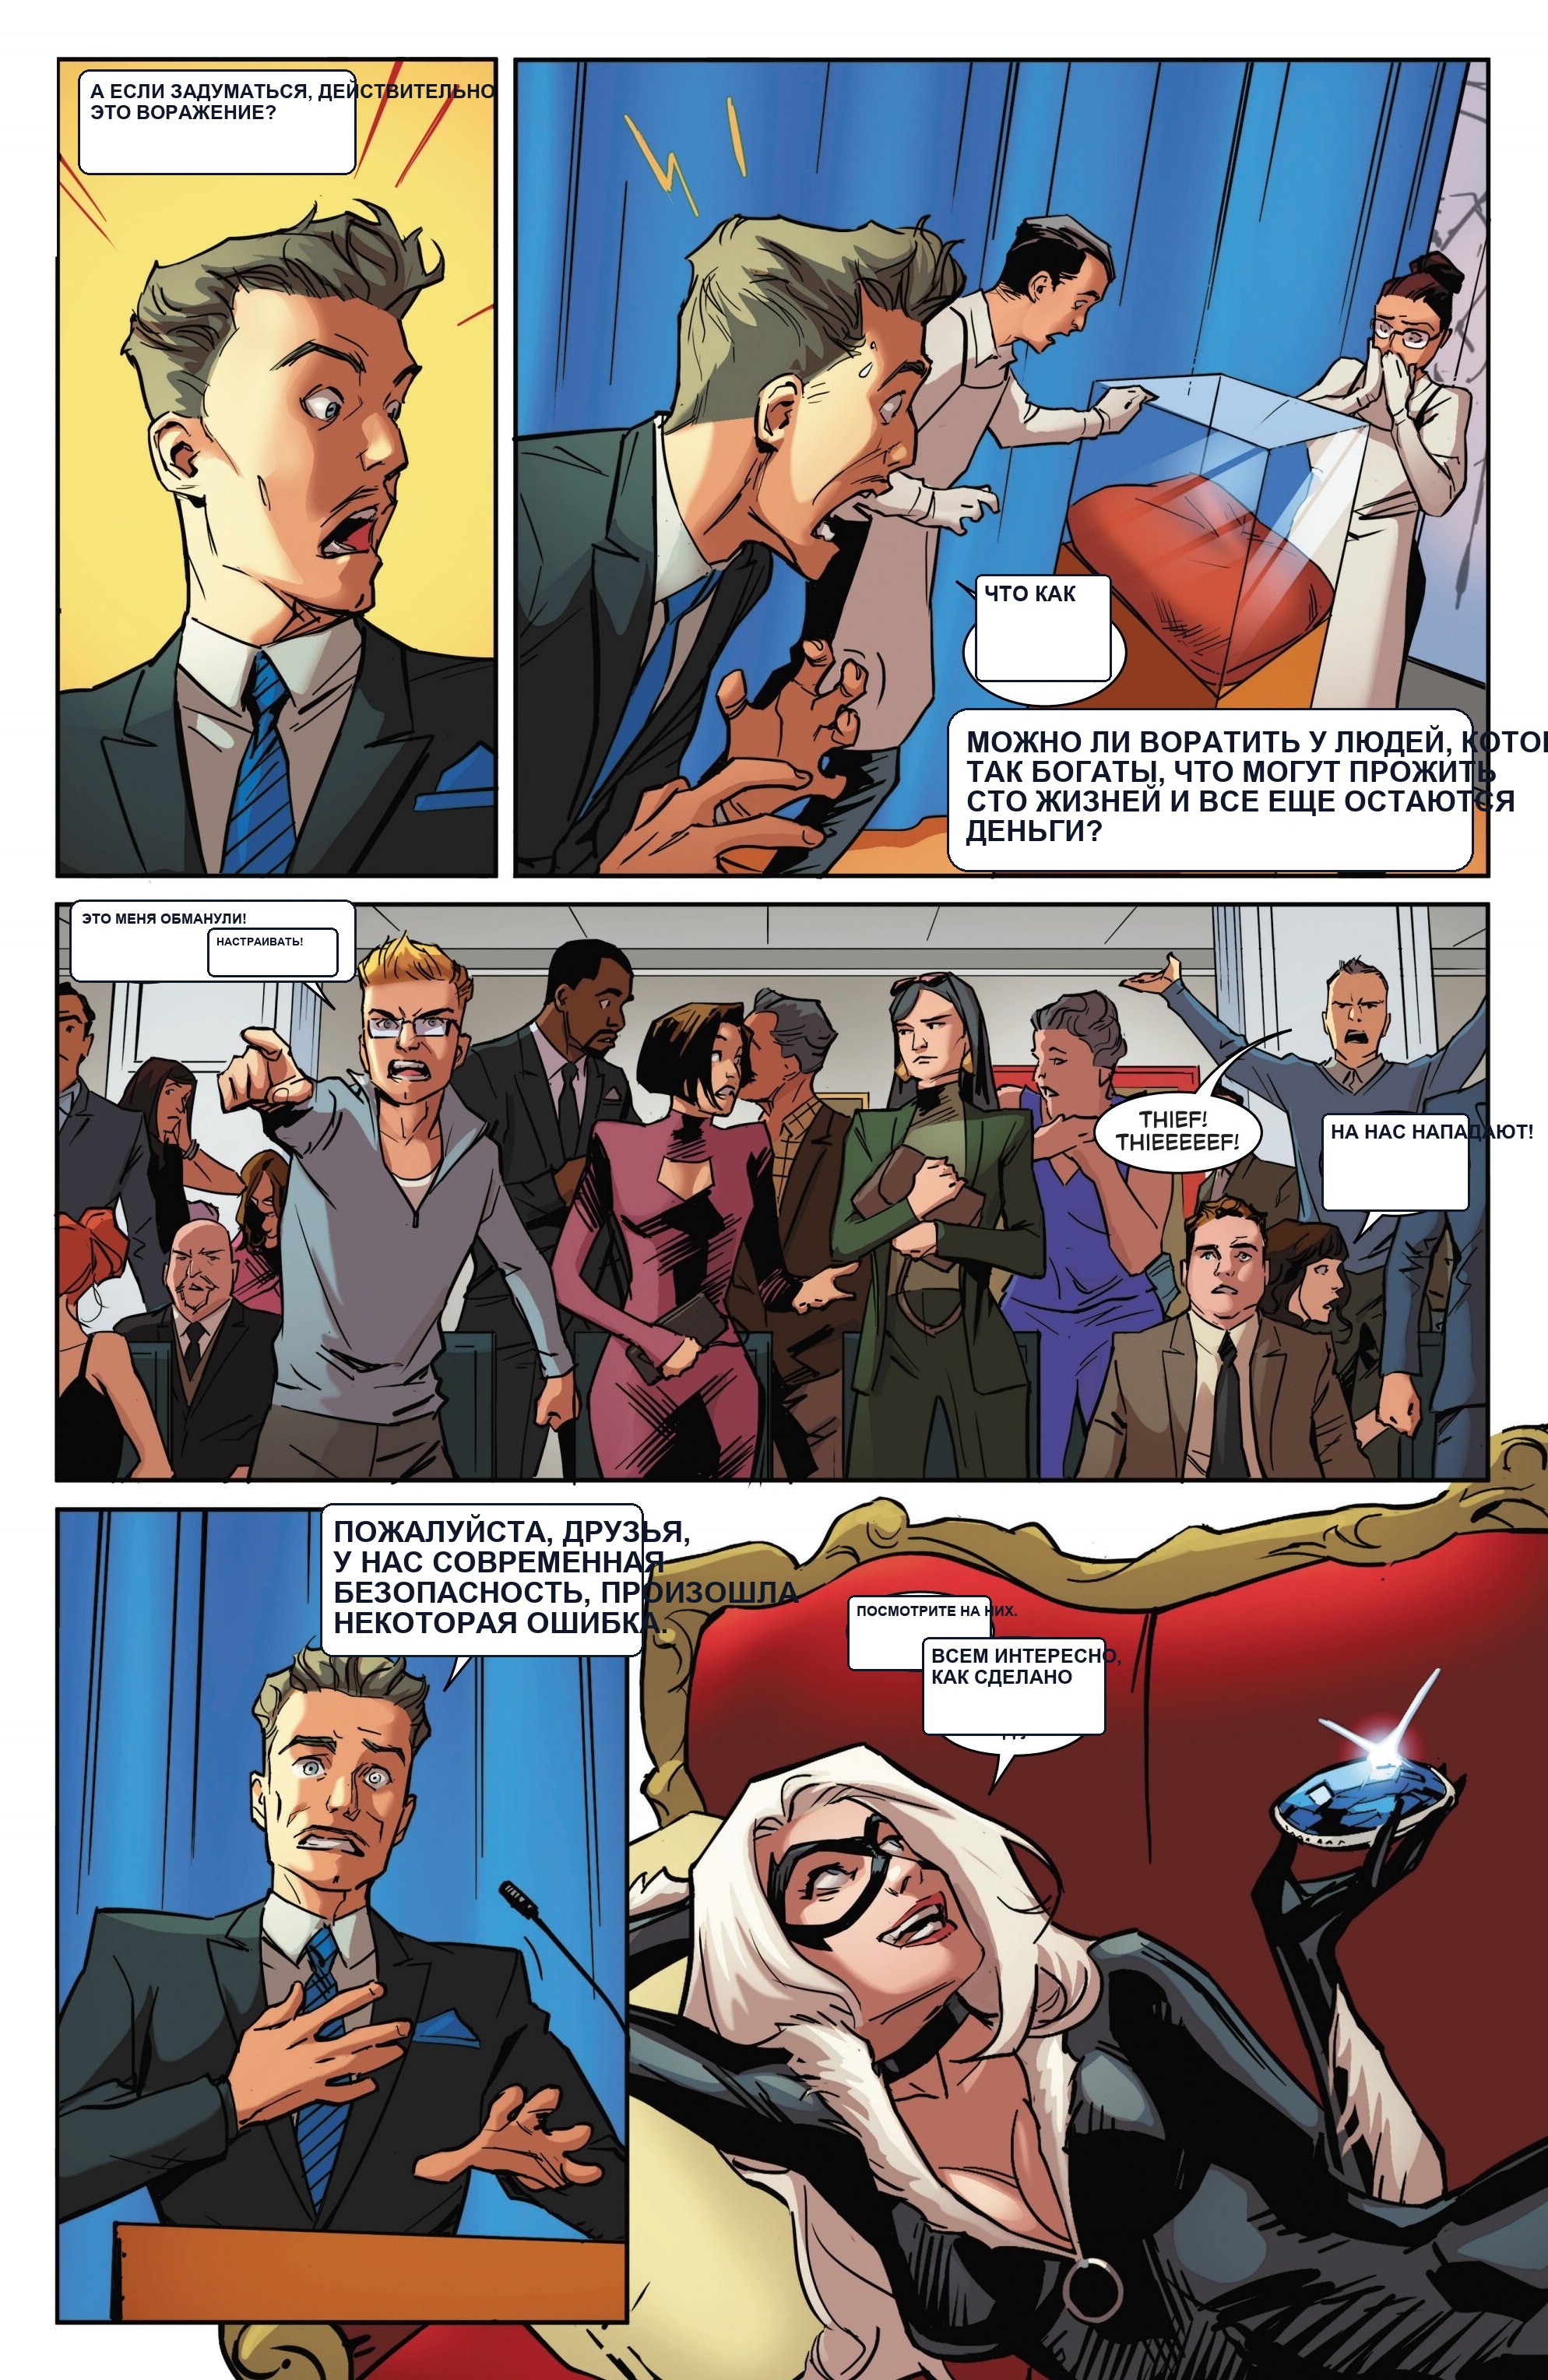 А ЕСЛИ ЗАДУМАТЬСЯ, ДЕЙСТВИТЕЛЬНО
ЭТО ВОРАЖЕНИЕ?
ЧТО КАК
МОЖНО ЛИ ВОРАТИТЬ У ЛЮДЕЙ, КОТО
ТАК БОГАТЫ, ЧТО МОГУТ ПРОЖИТЬ
СТО ЖИЗНЕЙ И ВСЕ ЕЩЕ ОСТАЮТСЯ
ДЕНЬГИ?
ЭТО МЕНЯ ОБМАНУЛИ!
НАСТРАИВАТЬ!
THIEF!
THIEEEEEF!
НА НАС НАПАДАЮТ!
ПОЖАЛУЙСТА, ДРУЗЬЯ,
У НАС СОВРЕМЕННАЯ
БЕЗОПАСНОСТЬ, ПРОИЗОШЛА
НЕКОТОРАЯ ОШИБКА.
ПОСМОТРИТЕ НА НИХ.
ВСЕМ ИНТЕРЕСНО,
КАК СДЕЛАНО